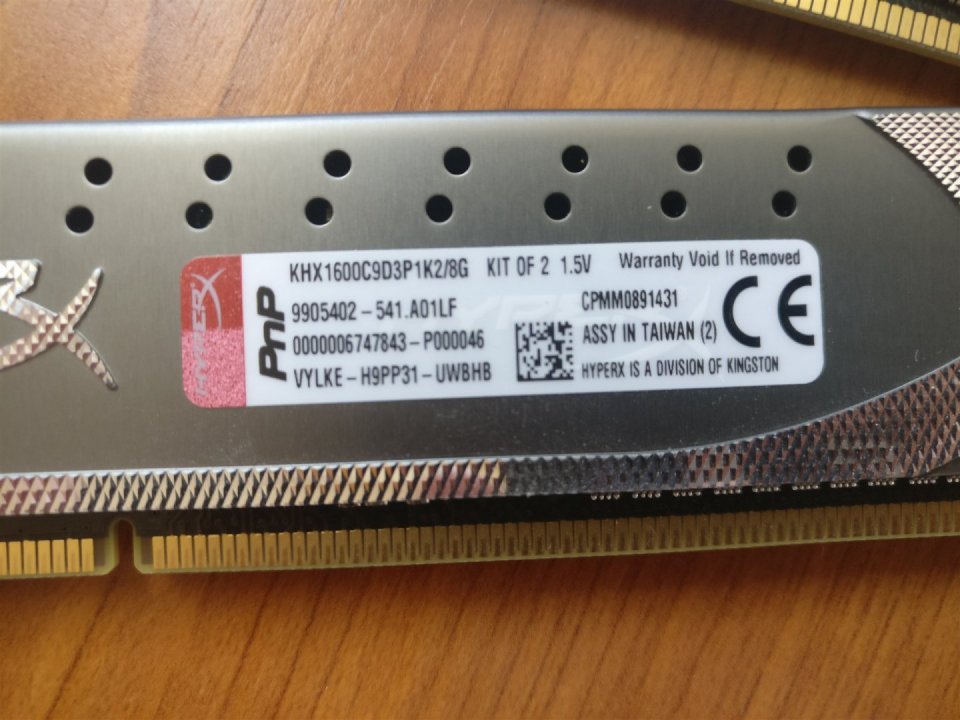 HYPERX
PnP
KHX1600C9D3P1K2/8G KIT OF 2 1.5V Warranty Void If Removed
9905402-541.A01LF CPMM0891431
0000006747843-P000046 ASSY IN TAIWAN (2)
VYLKE-H9PP31-UWBHB HYPERX IS A DIVISION OF KINGSTON
CE